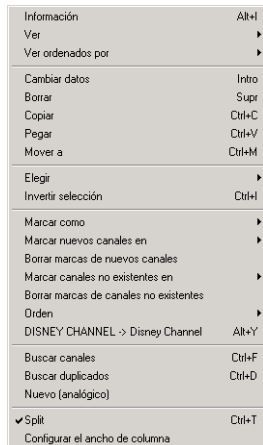 Información Alt+I
Ver
Ver ordenados por
Cambiar datos Intro
Borrar Supr
Copiar Ctrl+C
Pegar Ctrl+V
Mover a Ctrl+M
Elegir
Invertir selección Ctrl+I
Marcar como
Marcar nuevos canales en
Borrar marcas de nuevos canales
Marcar canales no existentes en
Borrar marcas de canales no existentes
Orden
DISNEY CHANNEL -> Disney Channel Alt+Y
Buscar canales Ctrl+F
Buscar duplicados Ctrl+D
Nuevo (analógico)
Split Ctrl+T
Configurar el ancho de columna